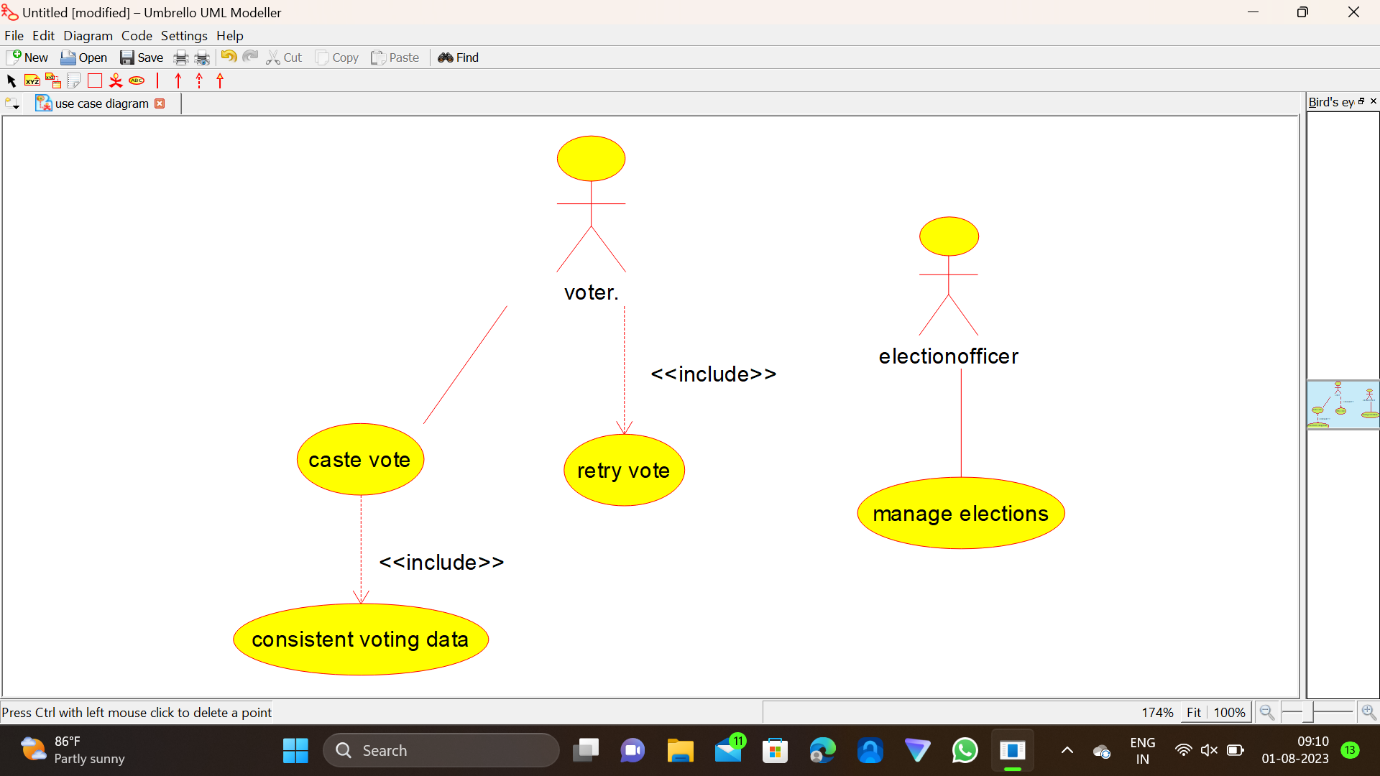 Untitled [modified] – Umbrello UML Modeller
File Edit Diagram Code Settings Help
New Open Save Cut Copy Paste Find
XYZ ABC
use case diagram
Bird's ey
voter.
electionofficer
<<include>>
caste vote
retry vote
manage elections
<<include>>
consistent voting data
Press Ctrl with left mouse click to delete a point
174% Fit 100%
86°F
Partly sunny
Search
11
ENG
IN
09:10
01-08-2023
13